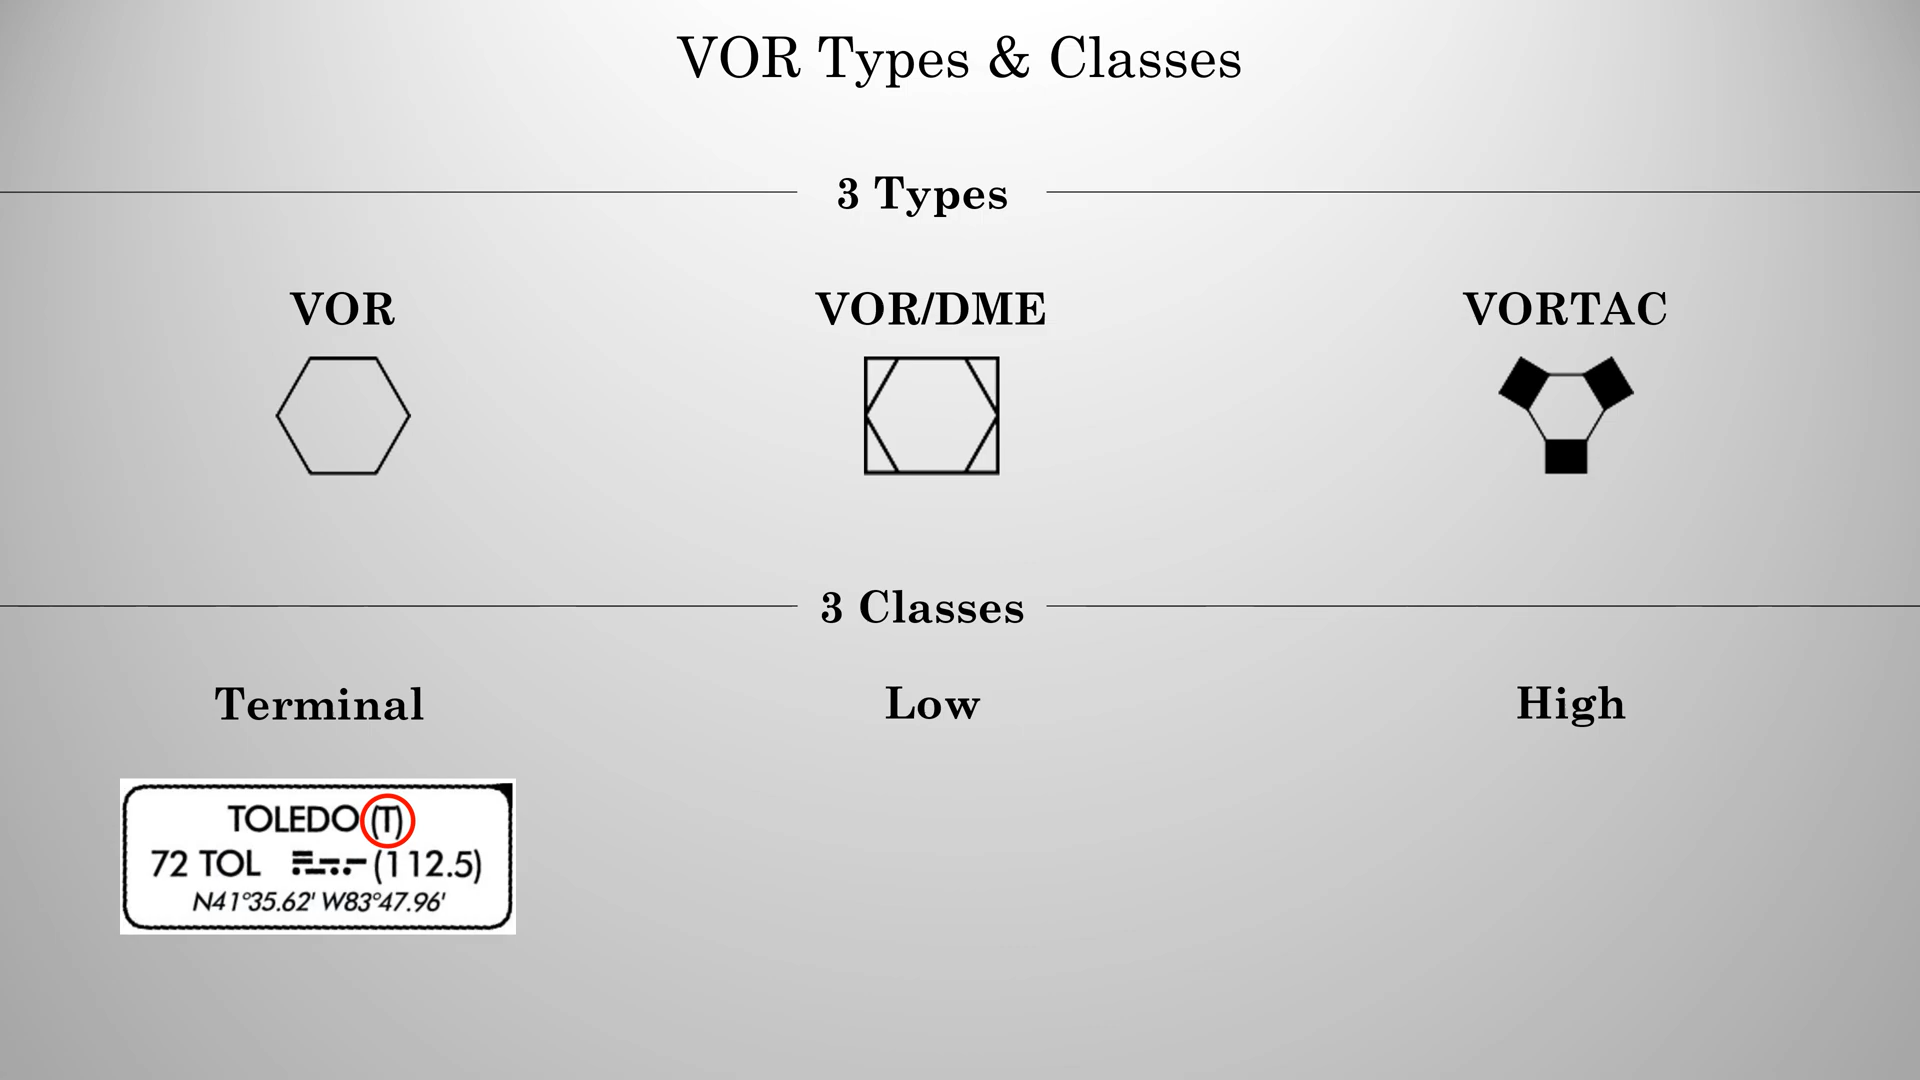 VOR Types & Classes
3 Types
VOR
VOR/DME
VORTAC
3 Classes
Terminal
Low
High
TOLEDO (T)
72 TOL (112.5)
N41°35.62' W83°47.96'